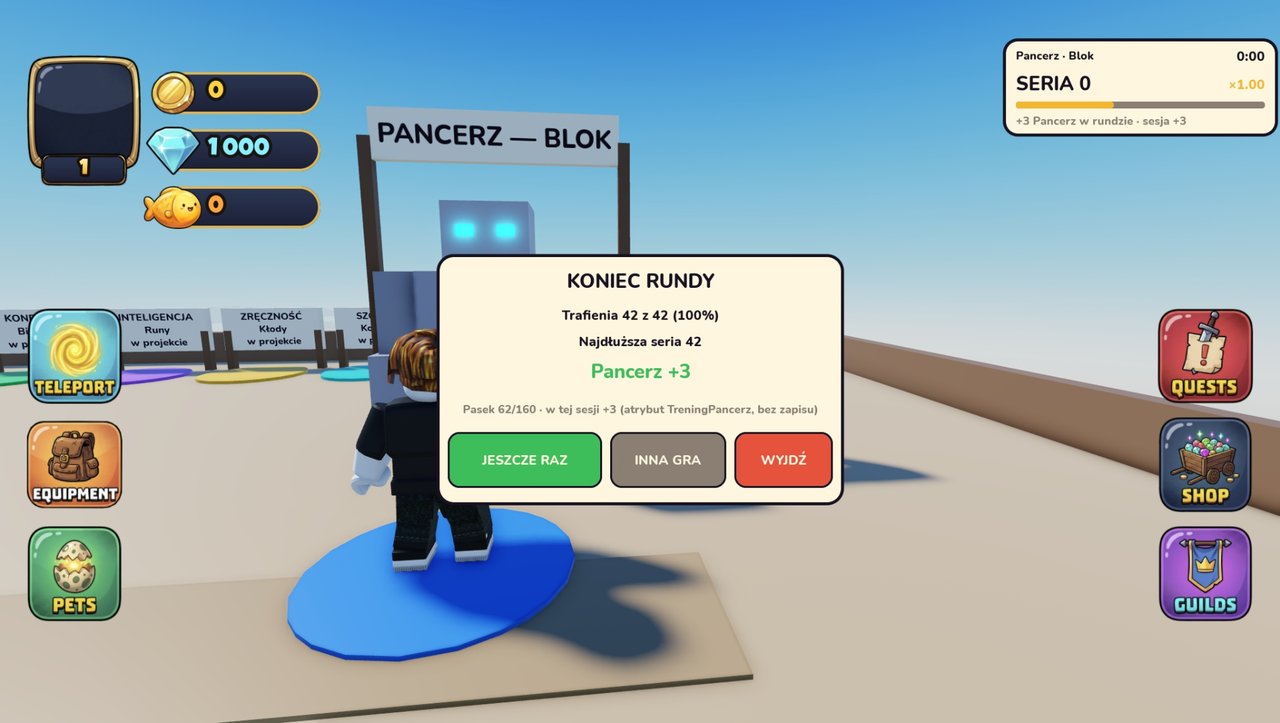 0
1000
0
1
Pancerz · Blok 0:00
SERIA 0 ×1.00
+3 Pancerz w rundzie · sesja +3
PANCERZ — BLOK
INTELIGENCJA
Runy
w projekcie
ZRĘCZNOŚĆ
Kłody
w projekcie
KONIEC RUNDY
Trafienia 42 z 42 (100%)
Najdłuższa seria 42
Pancerz +3
Pasek 62/160 · w tej sesji +3 (atrybut TreningPancerz, bez zapisu)
JESZCZE RAZ
INNA GRA
WYJDŹ
TELEPORT
EQUIPMENT
PETS
QUESTS
SHOP
GUILDS